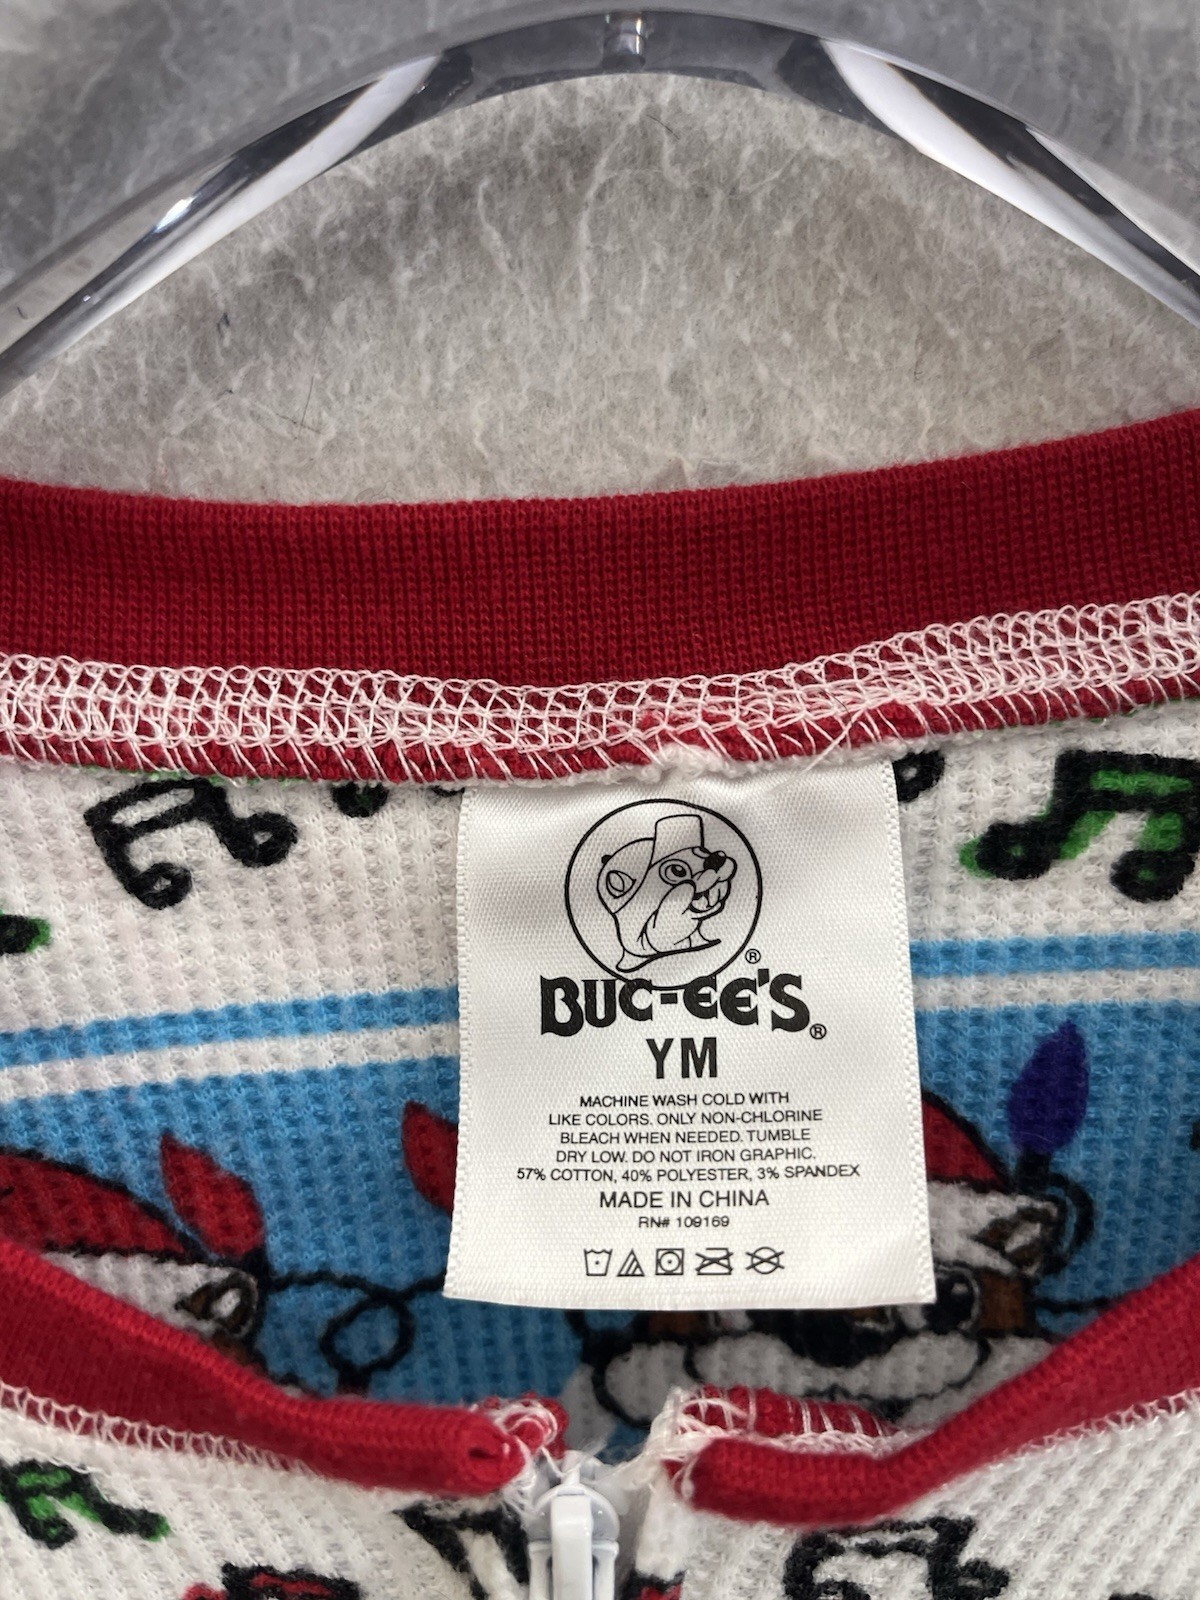 ®
BUC-EE'S®
YM
MACHINE WASH COLD WITH
LIKE COLORS. ONLY NON-CHLORINE
BLEACH WHEN NEEDED. TUMBLE
DRY LOW. DO NOT IRON GRAPHIC.
57% COTTON, 40% POLYESTER, 3% SPANDEX
MADE IN CHINA
RN# 109169